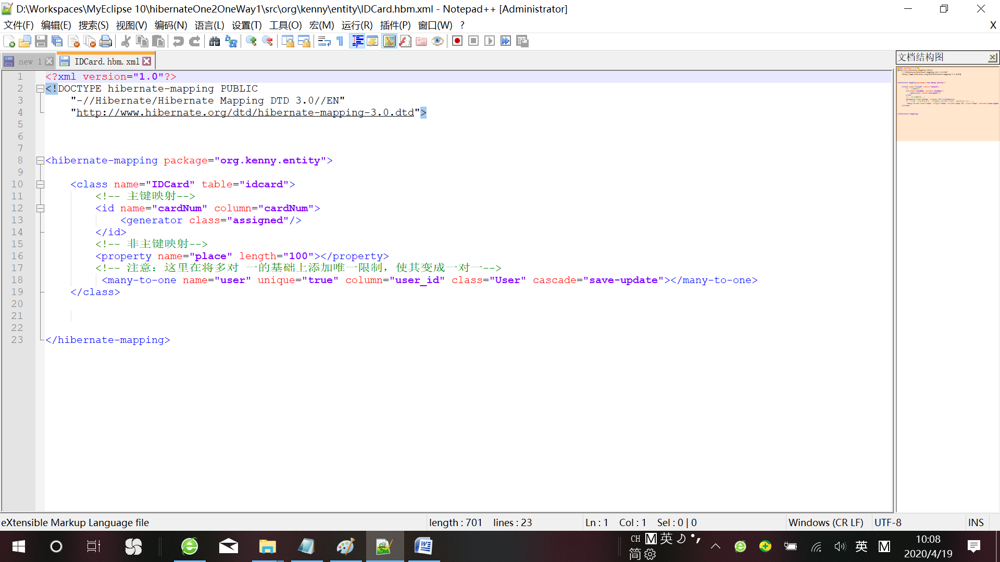 D:\Workspaces\MyEclipse 10\hibernateOne2OneWay1\src\org\kenny\entity\IDCard.hbm.xml - Notepad++ [Administrator]
文件(F) 编辑(E) 搜索(S) 视图(V) 编码(N) 语言(L) 设置(T) 工具(O) 宏(M) 运行(R) 插件(P) 窗口(W) ? X
new 1 IDCard.hbm.xml
文档结构图
1 <?xml version="1.0"?>
2 <!DOCTYPE hibernate-mapping PUBLIC
3 "-//Hibernate/Hibernate Mapping DTD 3.0//EN"
4 "http://www.hibernate.org/dtd/hibernate-mapping-3.0.dtd">
5
6
7
8 <hibernate-mapping package="org.kenny.entity">
9
10 <class name="IDCard" table="idcard">
11 <!-- 主键映射-->
12 <id name="cardNum" column="cardNum">
13 <generator class="assigned"/>
14 </id>
15 <!-- 非主键映射-->
16 <property name="place" length="100"></property>
17 <!-- 注意：这里在将多对 一的基础上添加唯一限制，使其变成一对一-->
18 <many-to-one name="user" unique="true" column="user_id" class="User" cascade="save-update"></many-to-one>
19 </class>
20
21
22
23 </hibernate-mapping>
eXtensible Markup Language file length : 701 lines : 23 Ln : 1 Col : 1 Sel : 0 | 0 Windows (CR LF) UTF-8 INS
CH M 英
简
英 M
10:08
2020/4/19